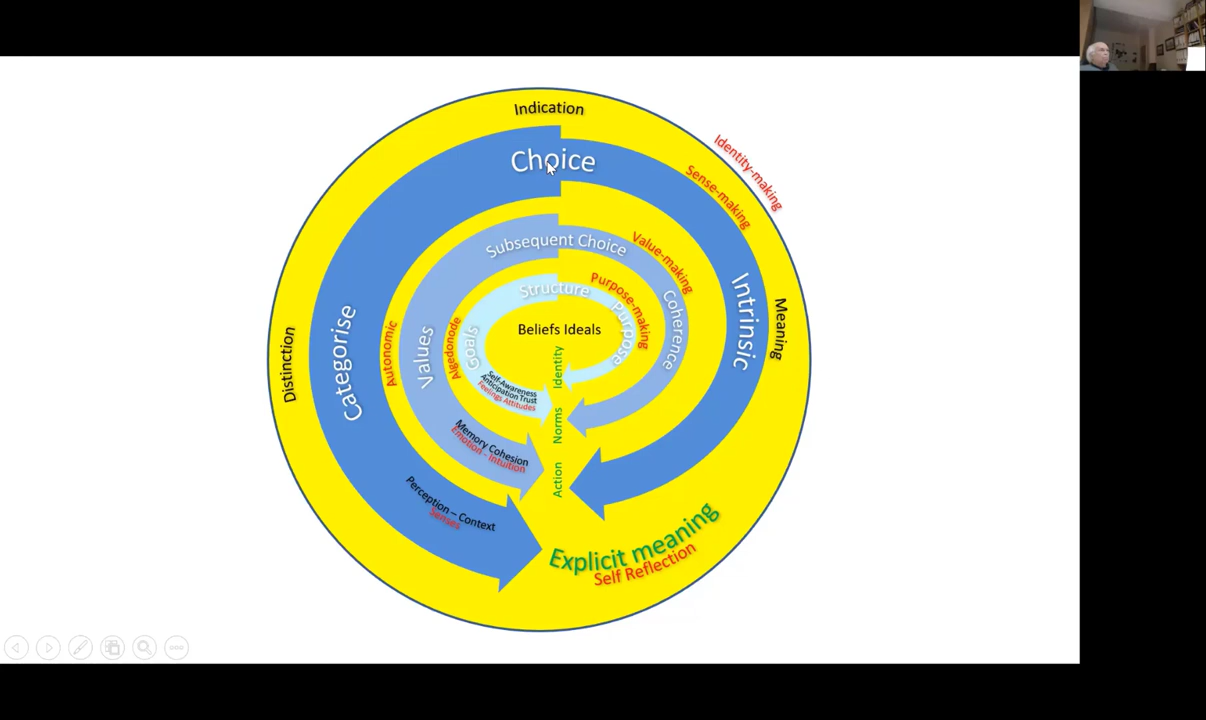 Indication
Choice
Identity-making
Sense-making
Subsequent Choice
Value-making
Structure
Purpose-making
Purpose
Coherence
Intrinsic
Meaning
Beliefs Ideals
Distinction
Categorise
Autonomic
Values
Algedonode
Goals
Identity
Self-Awareness
Anticipation Trust
Feelings Attitudes
Norms
Memory Cohesion
Emotion – Intuition
Action
Perception – Context
Senses
Explicit meaning
Self Reflection